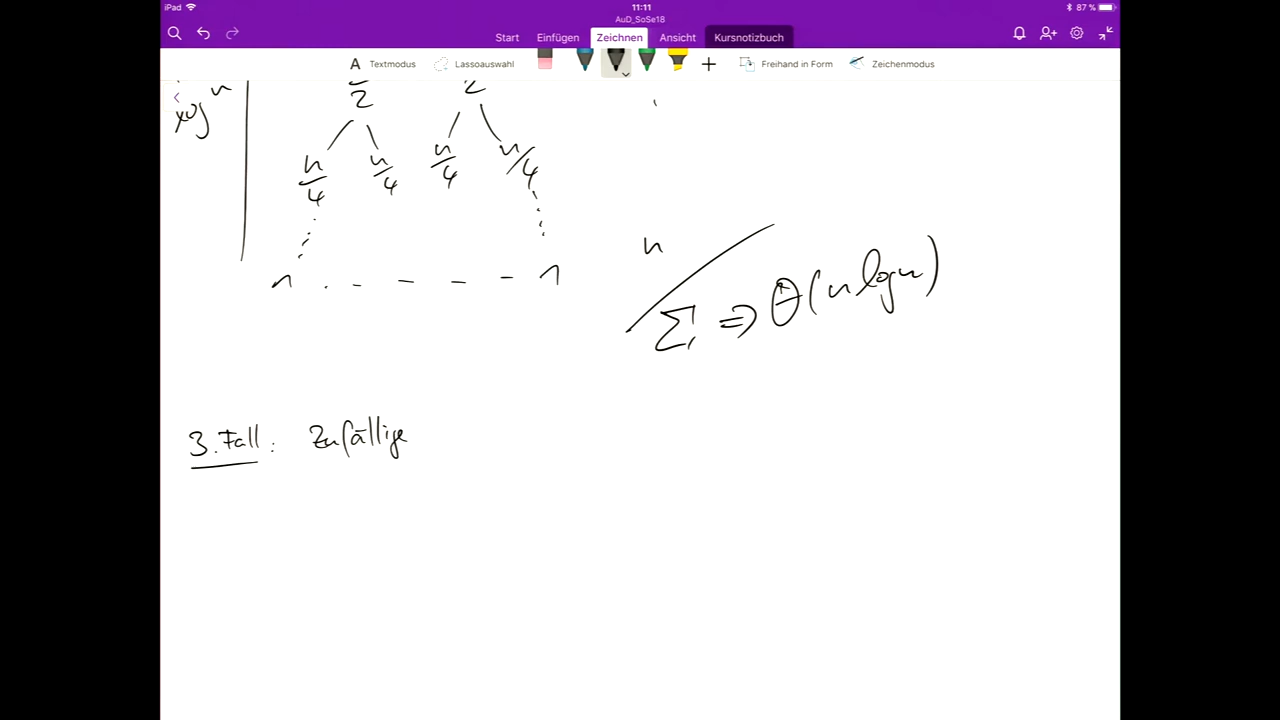 iPad 11:11 87 %
AuD_SoSe18
Start Einfügen Zeichnen Ansicht Kursnotizbuch
A Textmodus Lassoauswahl + Freihand in Form Zeichenmodus
log n
2 2
n/4 n/4 n/4 n/4
1 . - - - - 1
n
Σ ⇒ Θ(n log n)
3. Fall: Zufällige